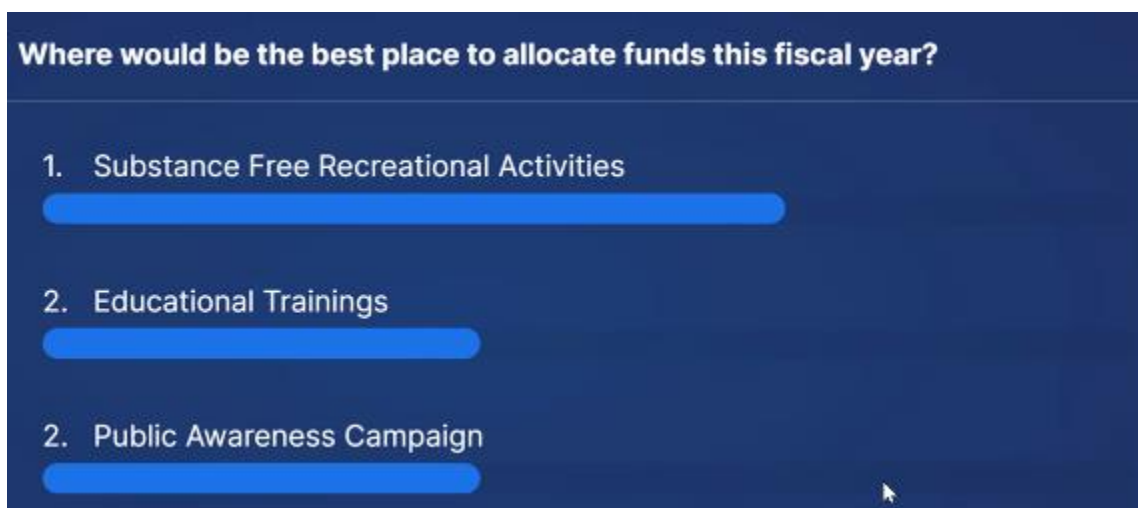 Where would be the best place to allocate funds this fiscal year?
1. Substance Free Recreational Activities
2. Educational Trainings
2. Public Awareness Campaign